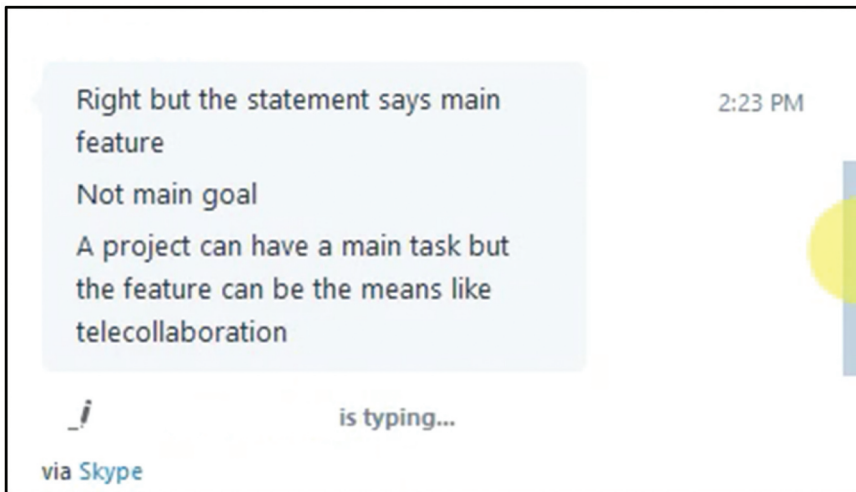 Right but the statement says main
2:23 PM
feature
Not main goal
A project can have a main task but
the feature can be the means like
telecollaboration
is typing...
via Skype